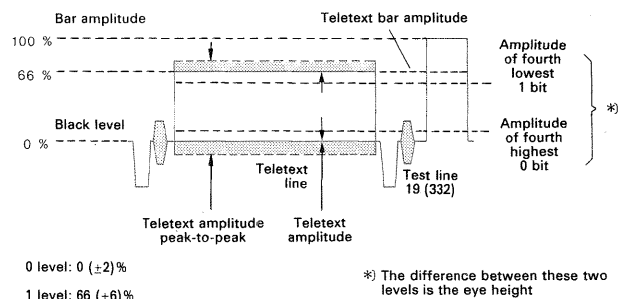 Bar amplitude
Teletext bar amplitude
100 %
66 %
Amplitude
of fourth
lowest
1 bit
*)
Black level
0 %
Amplitude
of fourth
highest
0 bit
Teletext
line
Test line
19 (332)
Teletext amplitude
peak-to-peak
Teletext
amplitude
0 level: 0 (±2)%
1 level: 66 (±6)%
*) The difference between these two
levels is the eye height